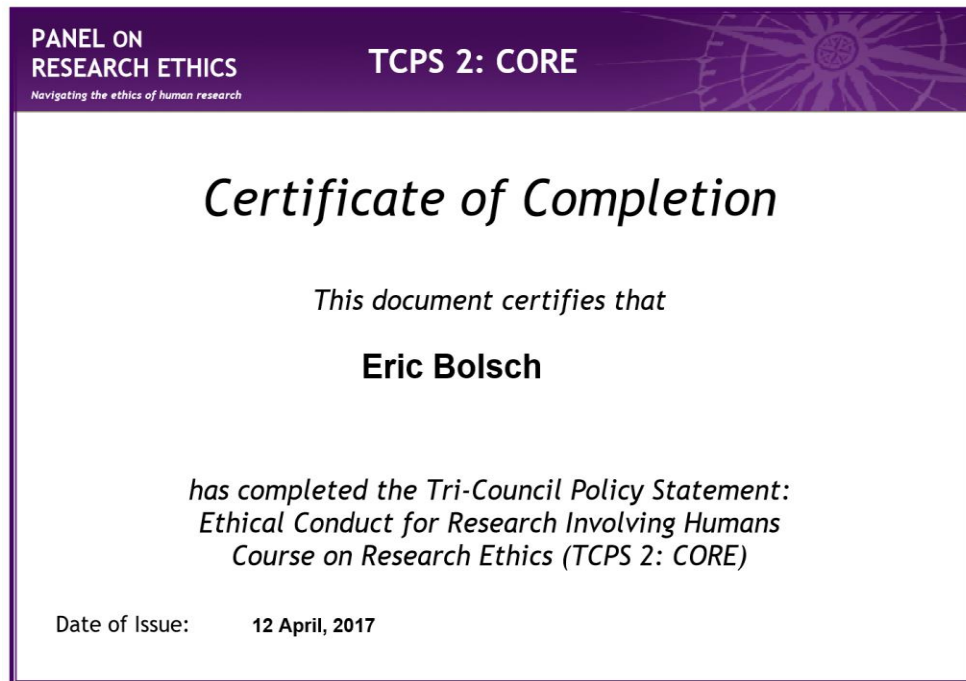 PANEL ON
RESEARCH ETHICS
Navigating the ethics of human research
TCPS 2: CORE
Certificate of Completion
This document certifies that
Eric Bolsch
has completed the Tri-Council Policy Statement:
Ethical Conduct for Research Involving Humans
Course on Research Ethics (TCPS 2: CORE)
Date of Issue: 12 April, 2017